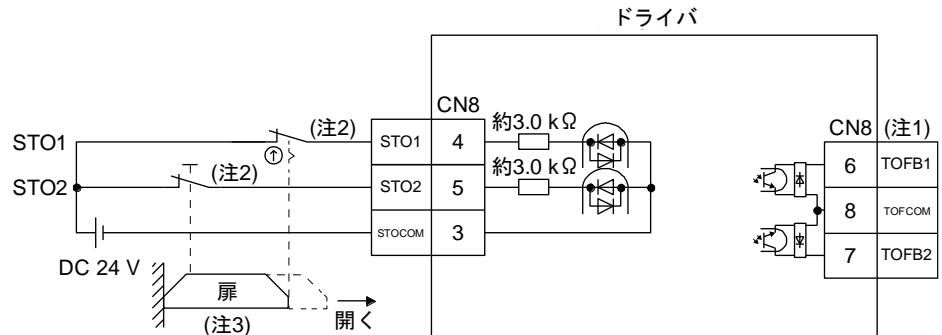 ドライバ
CN8
STO1
(注2)
STO1
4
約3.0 kΩ
STO2
(注2)
STO2
5
約3.0 kΩ
STOCOM
3
DC 24 V
扉
(注3)
開く
CN8
(注1)
6
TOFB1
8
TOFCOM
7
TOFB2